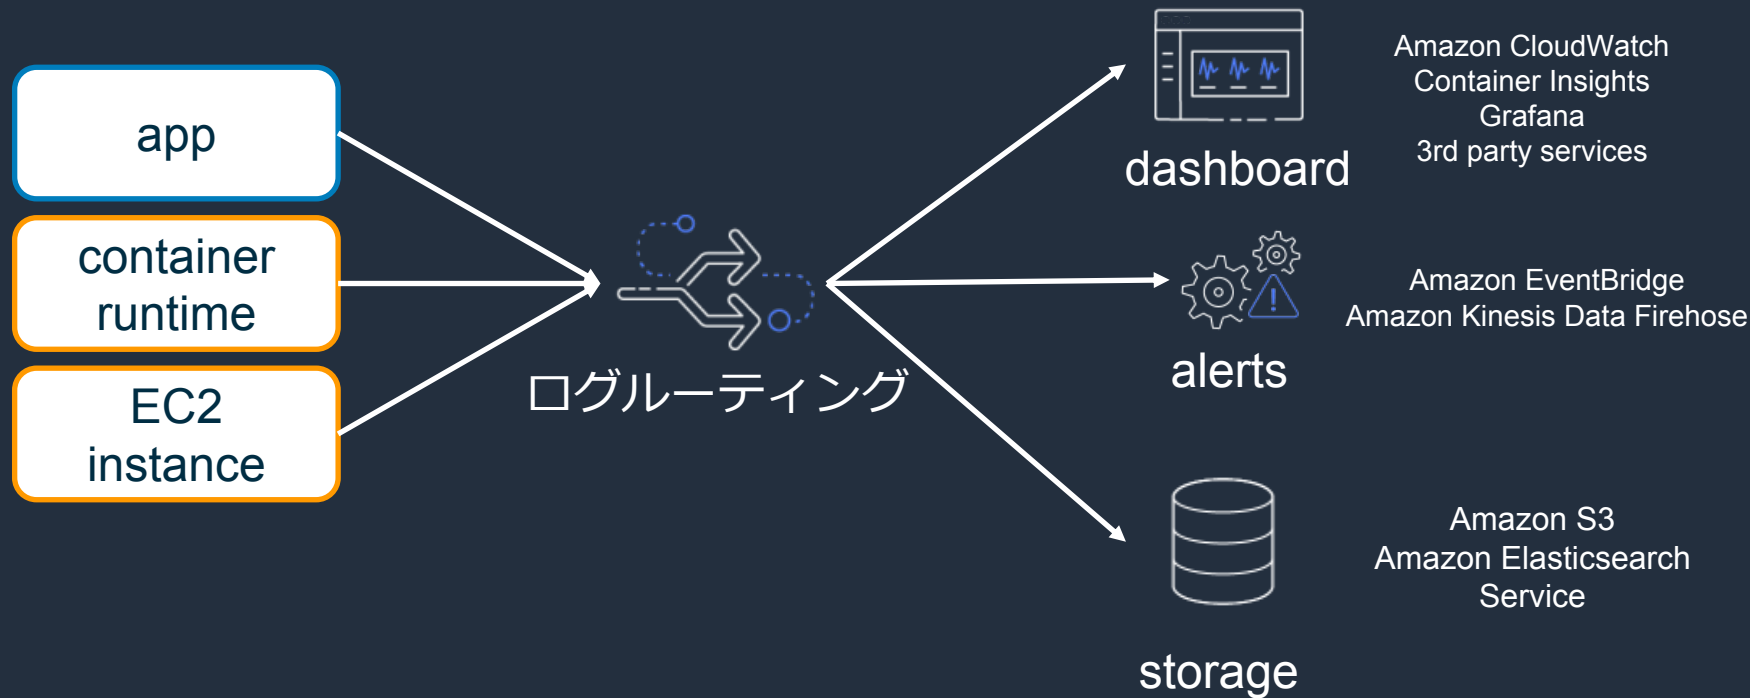 app
container
runtime
EC2
instance
ログルーティング
dashboard
Amazon CloudWatch
Container Insights
Grafana
3rd party services
alerts
Amazon EventBridge
Amazon Kinesis Data Firehose
storage
Amazon S3
Amazon Elasticsearch
Service